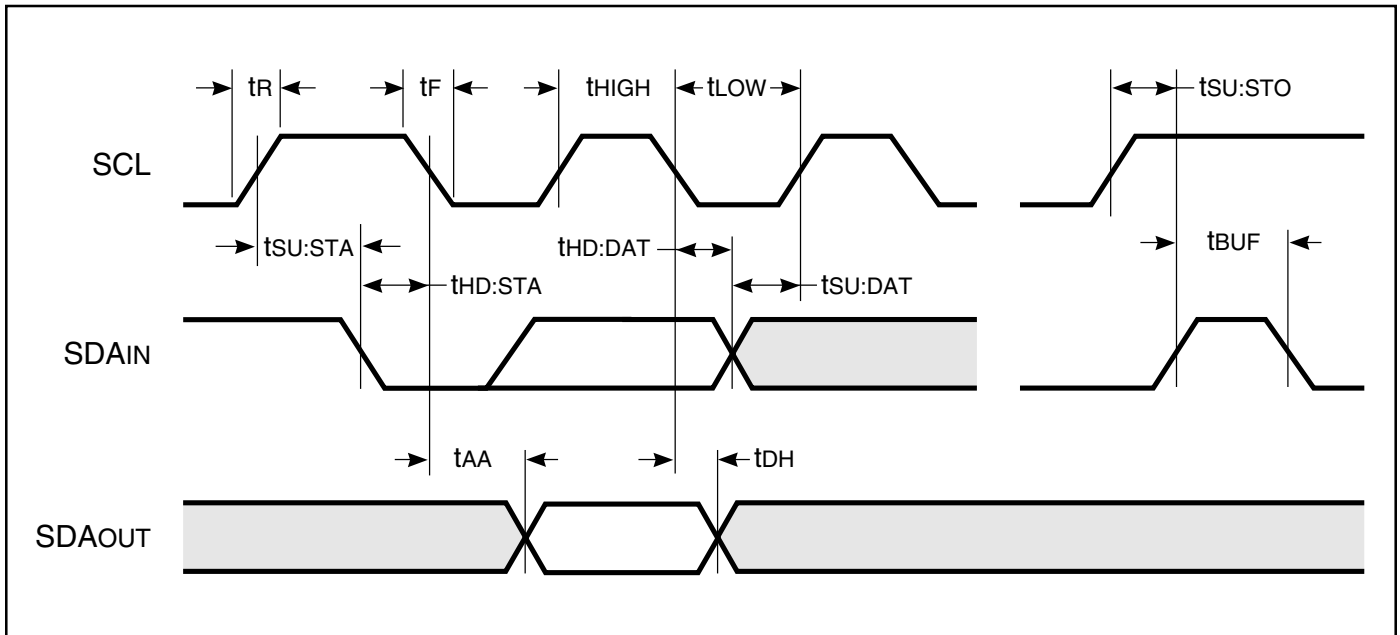 tR tF tHIGH tLOW tSU:STO
SCL
tSU:STA tHD:DAT tBUF
tHD:STA tSU:DAT
SDAIN
tAA tDH
SDAOUT